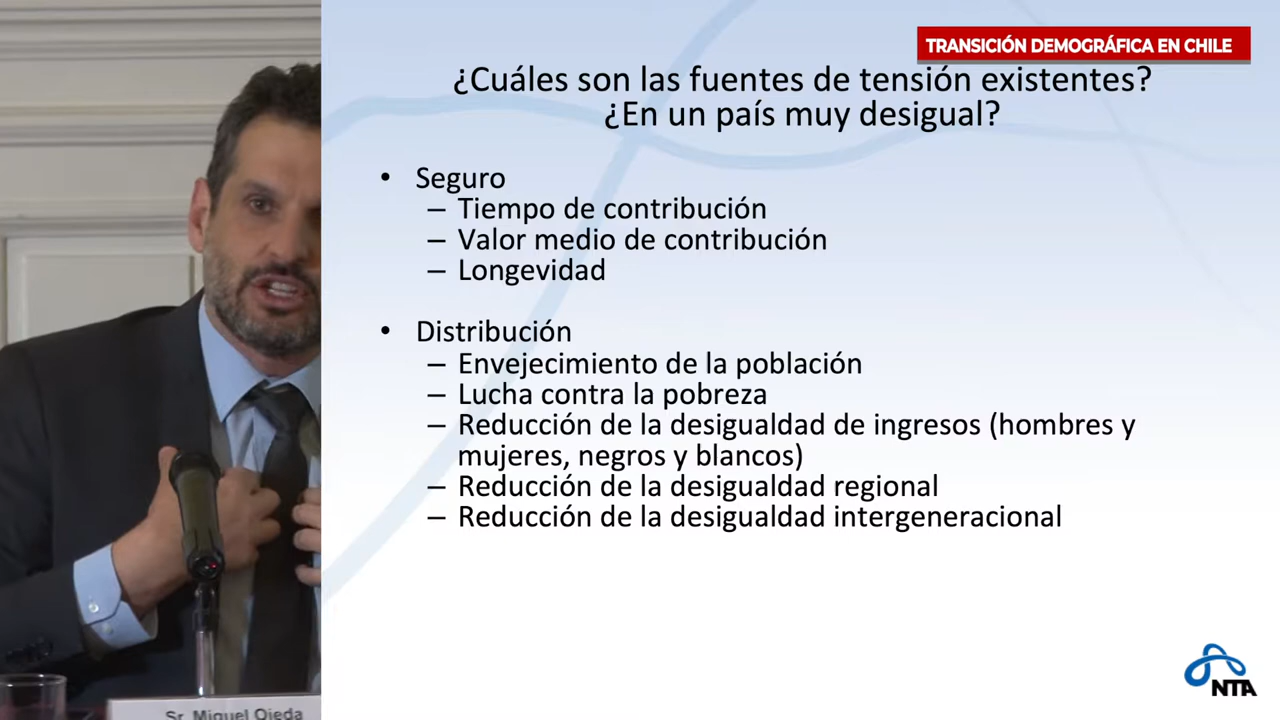 TRANSICIÓN DEMOGRÁFICA EN CHILE
¿Cuáles son las fuentes de tensión existentes?
¿En un país muy desigual?
• Seguro
– Tiempo de contribución
– Valor medio de contribución
– Longevidad
• Distribución
– Envejecimiento de la población
– Lucha contra la pobreza
– Reducción de la desigualdad de ingresos (hombres y
mujeres, negros y blancos)
– Reducción de la desigualdad regional
– Reducción de la desigualdad intergeneracional
NTA
Sr. Miguel Ojeda